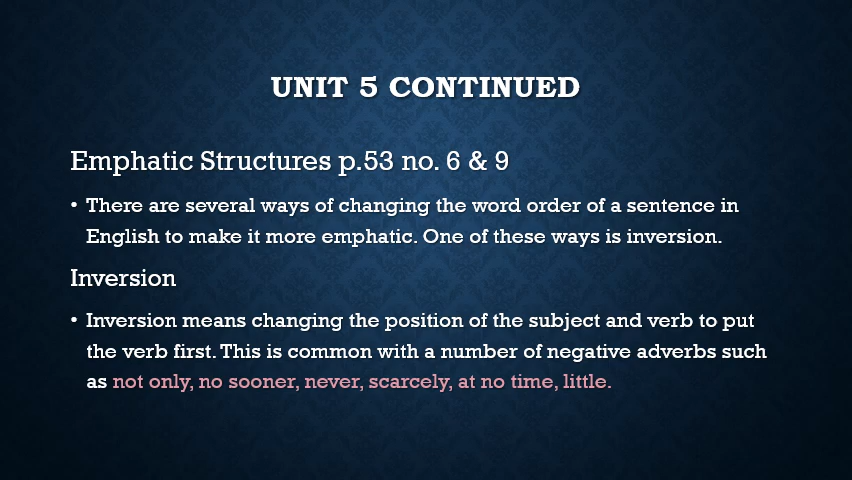 UNIT 5 CONTINUED
Emphatic Structures p.53 no. 6 & 9
• There are several ways of changing the word order of a sentence in
English to make it more emphatic. One of these ways is inversion.
Inversion
• Inversion means changing the position of the subject and verb to put
the verb first. This is common with a number of negative adverbs such
as not only, no sooner, never, scarcely, at no time, little.